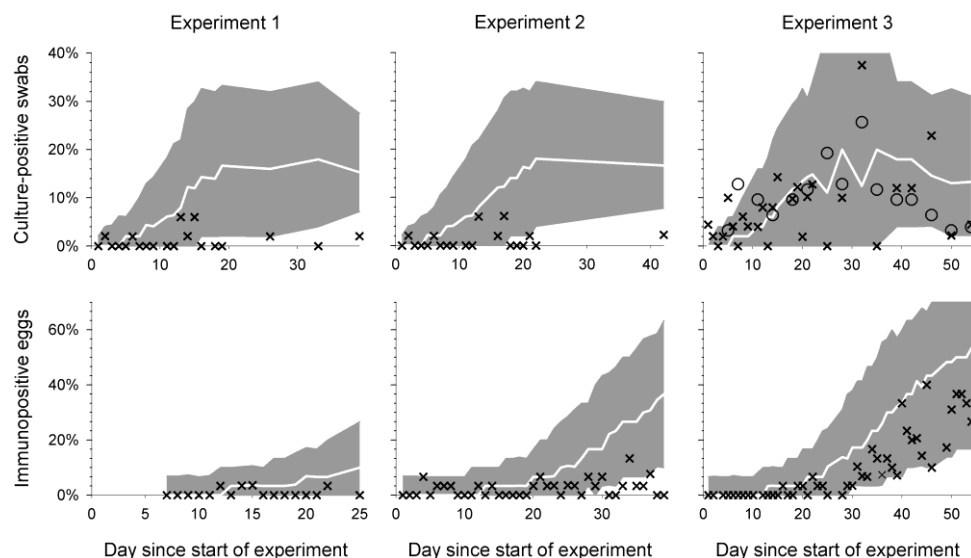 Experiment 1 Experiment 2 Experiment 3
Culture-positive swabs
40%
30%
20%
10%
0%
0 10 20 30
0 10 20 30 40
0 10 20 30 40 50
Immunopositive eggs
60%
40%
20%
0%
0 5 10 15 20 25
0 10 20 30
0 10 20 30 40 50
Day since start of experiment Day since start of experiment Day since start of experiment